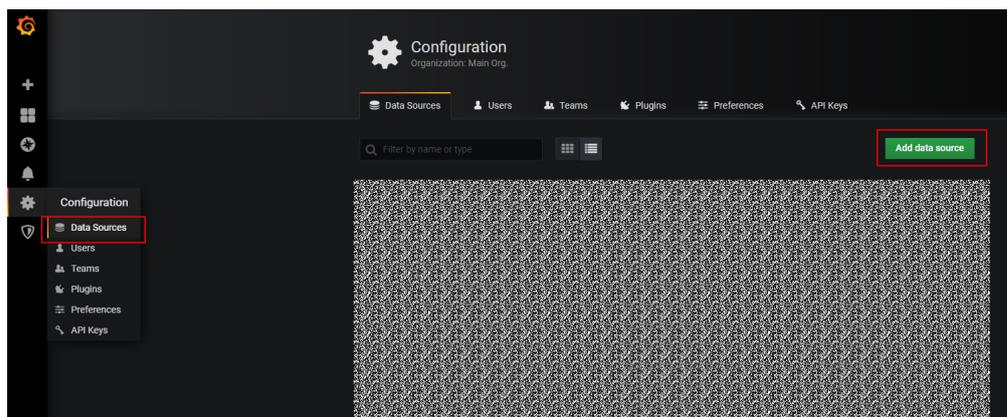 Configuration
Organization: Main Org.
Data Sources Users Teams Plugins Preferences API Keys
Filter by name or type
Add data source
Configuration
Data Sources
Users
Teams
Plugins
Preferences
API Keys